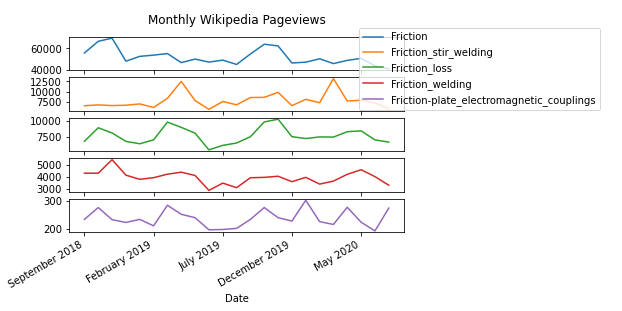 Monthly Wikipedia Pageviews
Friction
Friction_stir_welding
Friction_loss
Friction_welding
Friction-plate_electromagnetic_couplings
60000
40000
12500
10000
7500
10000
7500
5000
4000
3000
300
200
September 2018
February 2019
July 2019
December 2019
May 2020
Date